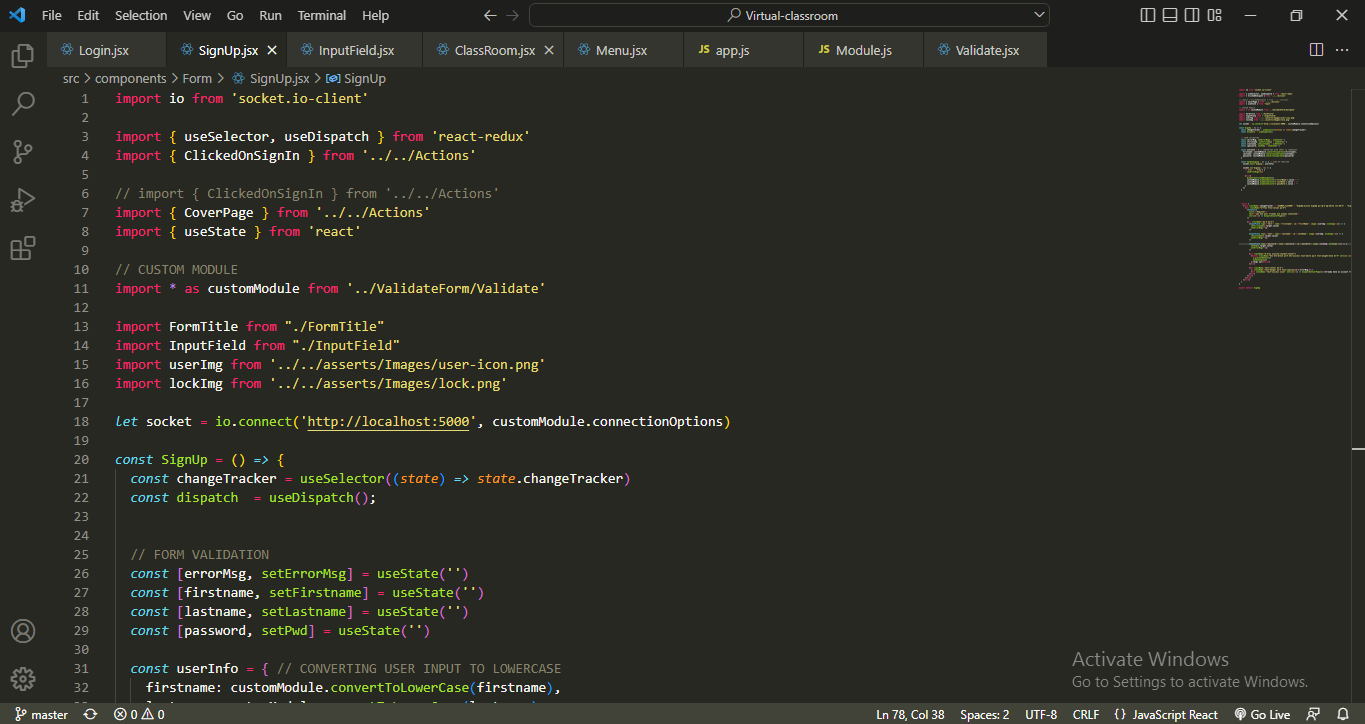 File Edit Selection View Go Run Terminal Help Virtual-classroom
Login.jsx SignUp.jsx InputField.jsx ClassRoom.jsx Menu.jsx JS app.js JS Module.js Validate.jsx
src > components > Form > SignUp.jsx > SignUp
1 import io from 'socket.io-client'
2
3 import { useSelector, useDispatch } from 'react-redux'
4 import { ClickedOnSignIn } from '../../Actions'
5
6 // import { ClickedOnSignIn } from '../../Actions'
7 import { CoverPage } from '../../Actions'
8 import { useState } from 'react'
9
10 // CUSTOM MODULE
11 import * as customModule from '../ValidateForm/Validate'
12
13 import FormTitle from "./FormTitle"
14 import InputField from "./InputField"
15 import userImg from '../../asserts/Images/user-icon.png'
16 import lockImg from '../../asserts/Images/lock.png'
17
18 let socket = io.connect('http://localhost:5000', customModule.connectionOptions)
19
20 const SignUp = () => {
21 const changeTracker = useSelector((state) => state.changeTracker)
22 const dispatch  = useDispatch();
23
24
25 // FORM VALIDATION
26 const [errorMsg, setErrorMsg] = useState('')
27 const [firstname, setFirstname] = useState('')
28 const [lastname, setLastname] = useState('')
29 const [password, setPwd] = useState('')
30
31 const userInfo = { // CONVERTING USER INPUT TO LOWERCASE
32 firstname: customModule.convertToLowerCase(firstname),
Activate Windows
Go to Settings to activate Windows.
master 0 0 Ln 78, Col 38 Spaces: 2 UTF-8 CRLF { } JavaScript React Go Live